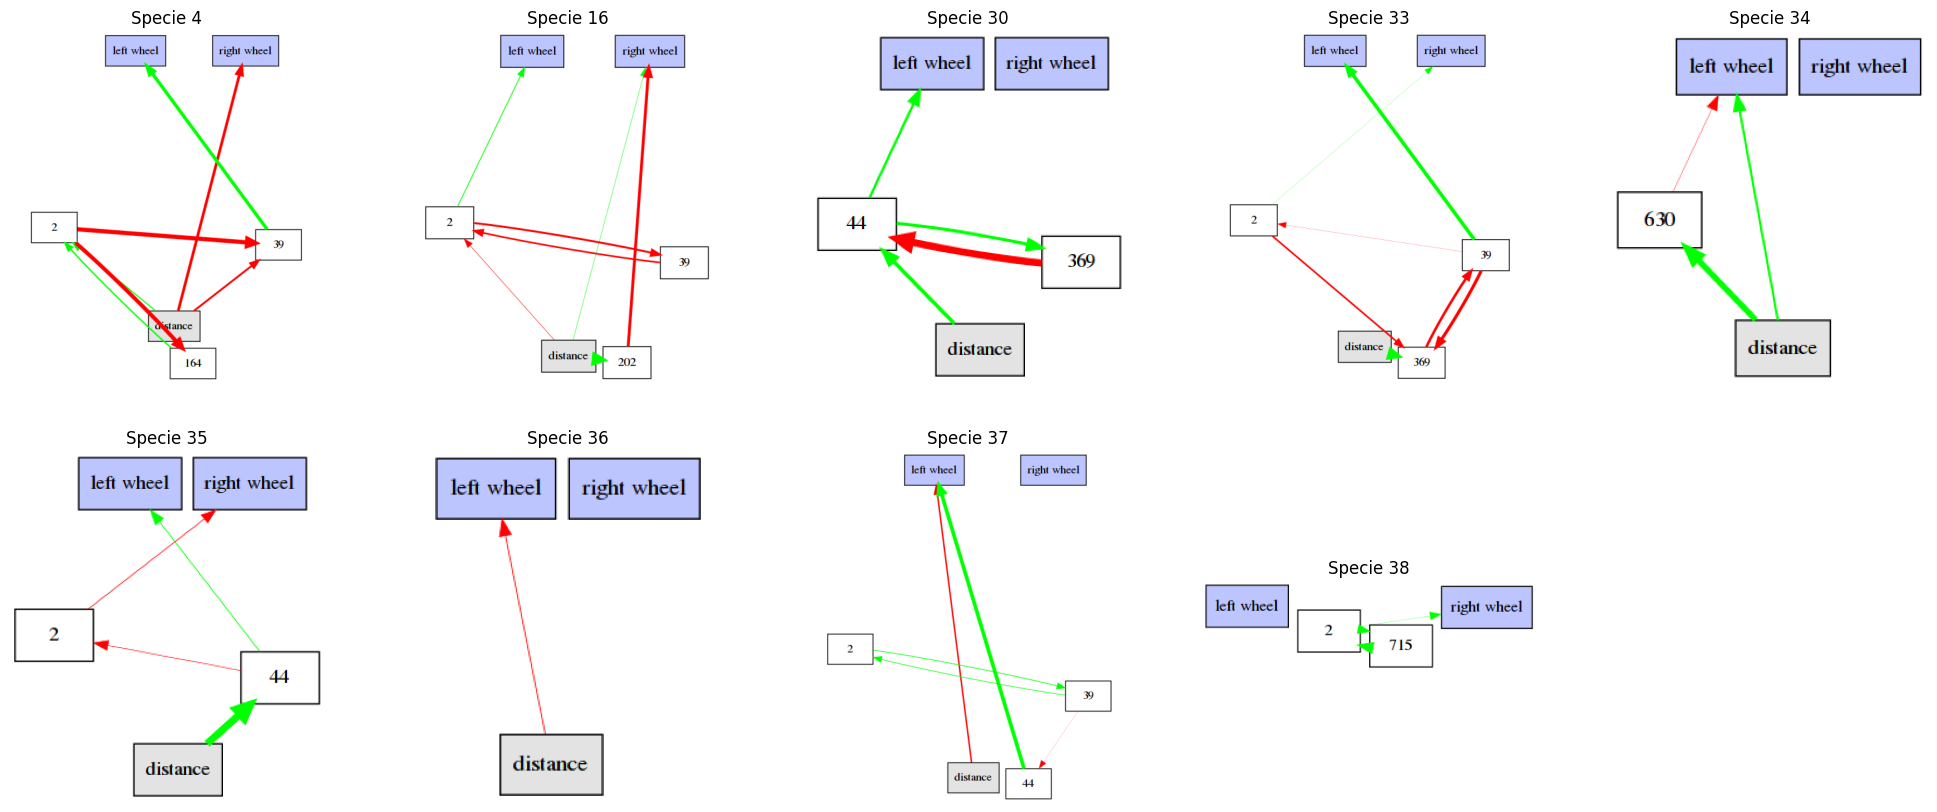 Specie 4
left wheel
right wheel
2
39
distance
164
Specie 16
left wheel
right wheel
2
39
distance
202
Specie 30
left wheel
right wheel
44
369
distance
Specie 33
left wheel
right wheel
2
39
distance
369
Specie 34
left wheel
right wheel
630
distance
Specie 35
left wheel
right wheel
2
44
distance
Specie 36
left wheel
right wheel
distance
Specie 37
left wheel
right wheel
2
39
distance
44
Specie 38
left wheel
right wheel
2
715